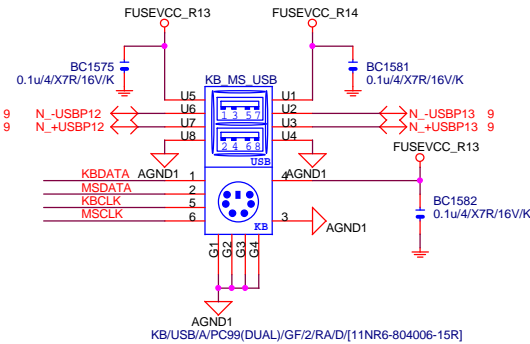 FUSEVCC_R13 FUSEVCC_R14
BC1575
0.1u/4/X7R/16V/K
BC1581
0.1u/4/X7R/16V/K
KB_MS_USB
U5 U1
9 N_-USBP12 U6 U2 N_-USBP13 9
9 N_+USBP12 U7 U3 N_+USBP13 9
U8 U4
1 3 5 7
2 4 6 8
USB
FUSEVCC_R13
AGND1 AGND1
KBDATA 1 4
MSDATA 2
KBCLK 5
MSCLK 6 3
KB
AGND1
BC1582
0.1u/4/X7R/16V/K
G1 G2 G3 G4
AGND1
KB/USB/A/PC99(DUAL)/GF/2/RA/D/[11NR6-804006-15R]